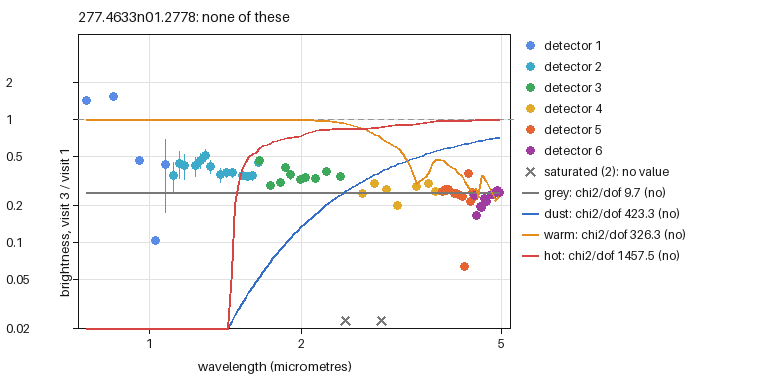 277.4633n01.2778: none of these
brightness, visit 3 / visit 1
2
1
0.5
0.2
0.1
0.05
0.02
1
2
5
wavelength (micrometres)
detector 1
detector 2
detector 3
detector 4
detector 5
detector 6
saturated (2): no value
grey: chi2/dof 9.7 (no)
dust: chi2/dof 423.3 (no)
warm: chi2/dof 326.3 (no)
hot: chi2/dof 1457.5 (no)